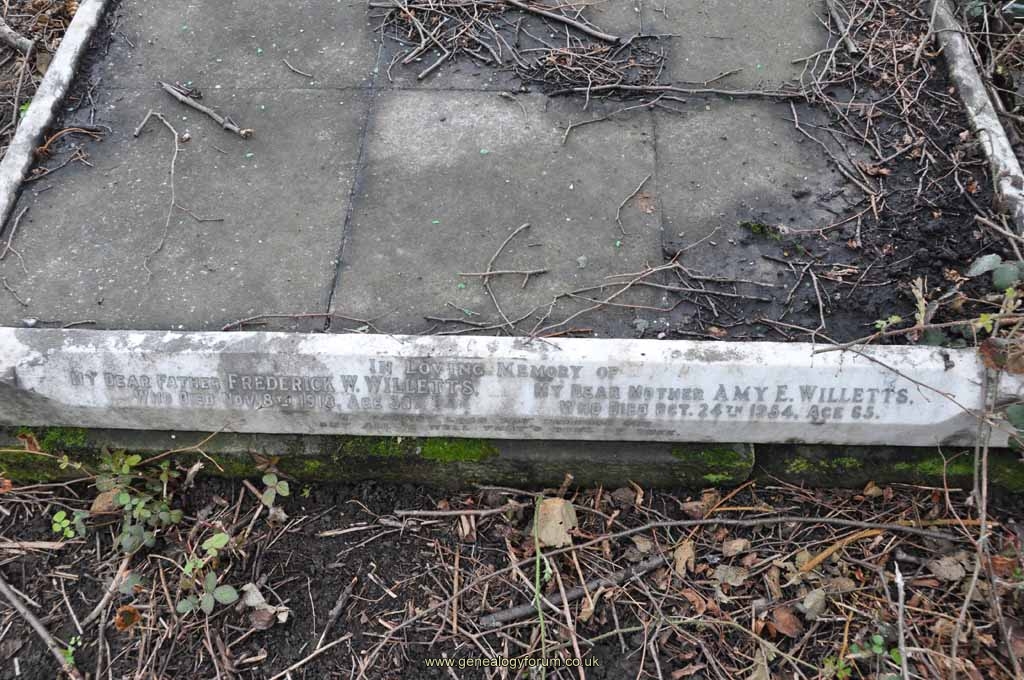 IN LOVING MEMORY OF
MY DEAR FATHER FREDERICK W. WILLETTS,
WHO DIED NOV. 8TH 1918, AGE
MY DEAR MOTHER AMY E. WILLETTS,
WHO DIED OCT. 24TH 1954, AGE 65.
www.genealogyforum.co.uk